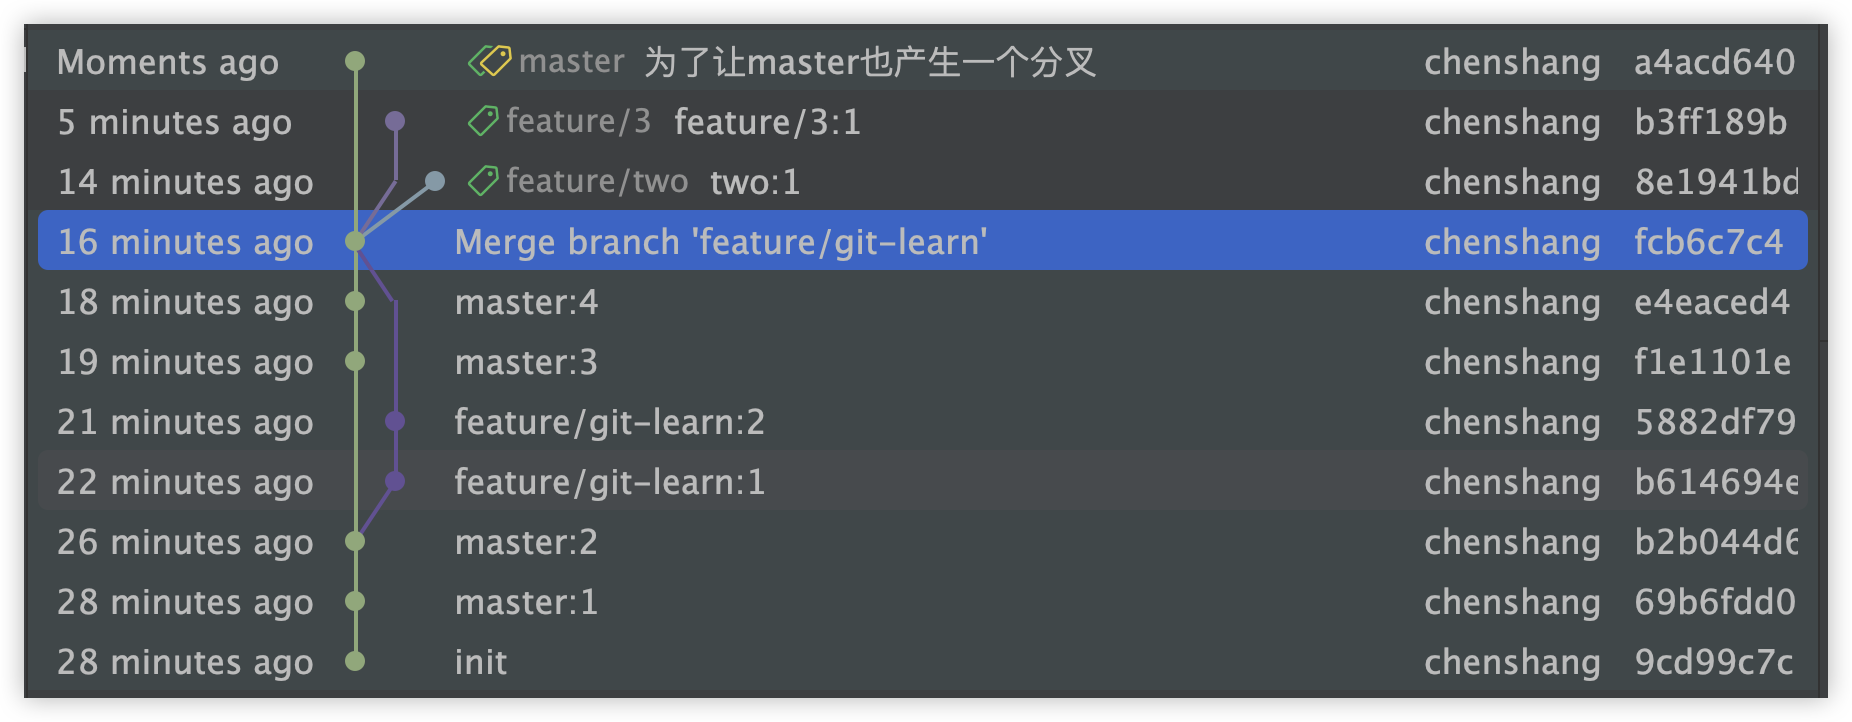 Moments ago master 为了让master也产生一个分叉 chenshang a4acd640
5 minutes ago feature/3 feature/3:1 chenshang b3ff189b
14 minutes ago feature/two two:1 chenshang 8e1941bd
16 minutes ago Merge branch 'feature/git-learn' chenshang fcb6c7c4
18 minutes ago master:4 chenshang e4eaced4
19 minutes ago master:3 chenshang f1e1101e
21 minutes ago feature/git-learn:2 chenshang 5882df79
22 minutes ago feature/git-learn:1 chenshang b614694e
26 minutes ago master:2 chenshang b2b044d6
28 minutes ago master:1 chenshang 69b6fdd0
28 minutes ago init chenshang 9cd99c7c